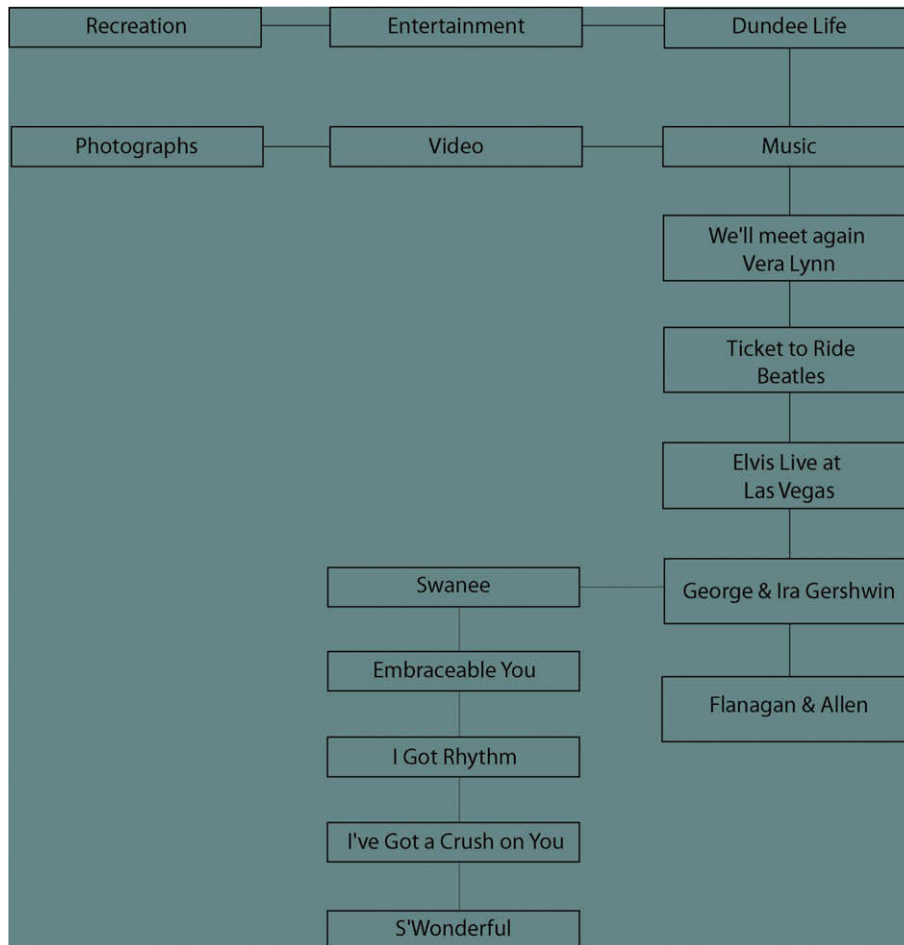 Recreation
Entertainment
Dundee Life
Photographs
Video
Music
We'll meet again
Vera Lynn
Ticket to Ride
Beatles
Elvis Live at
Las Vegas
Swanee
George & Ira Gershwin
Embraceable You
Flanagan & Allen
I Got Rhythm
I've Got a Crush on You
S'Wonderful